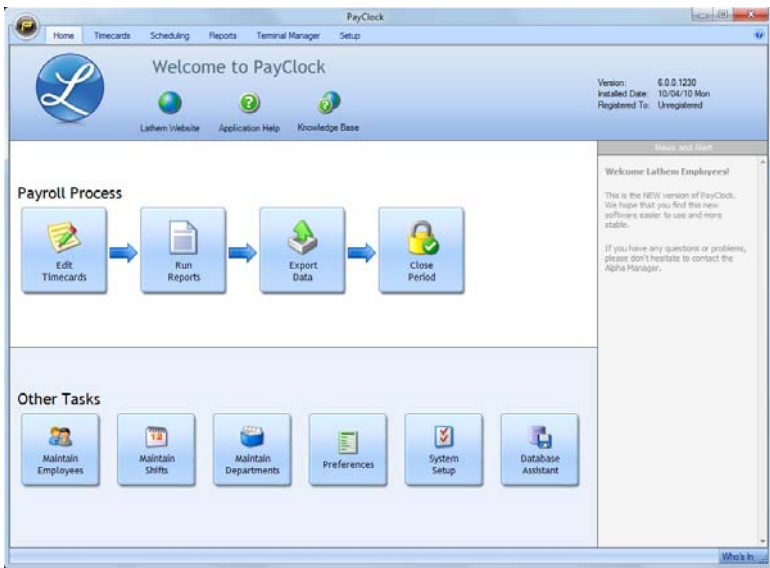 PayClock
Home Timecards Scheduling Reports Terminal Manager Setup
Welcome to PayClock
Lathem Website Application Help Knowledge Base
Version: 6.0.0.1230
Installed Date: 10/04/10 Mon
Registered To: Unregistered
News and Alert
Welcome Lathem Employees!
This is the NEW version of PayClock.
We hope that you find this new
software easier to use and more
stable.
If you have any questions or problems,
please don't hesitate to contact the
Alpha Manager.
Payroll Process
Edit
Timecards
Run
Reports
Export
Data
Close
Period
Other Tasks
Maintain
Employees
12
Maintain
Shifts
Maintain
Departments
Preferences
System
Setup
Database
Assistant
Who's In